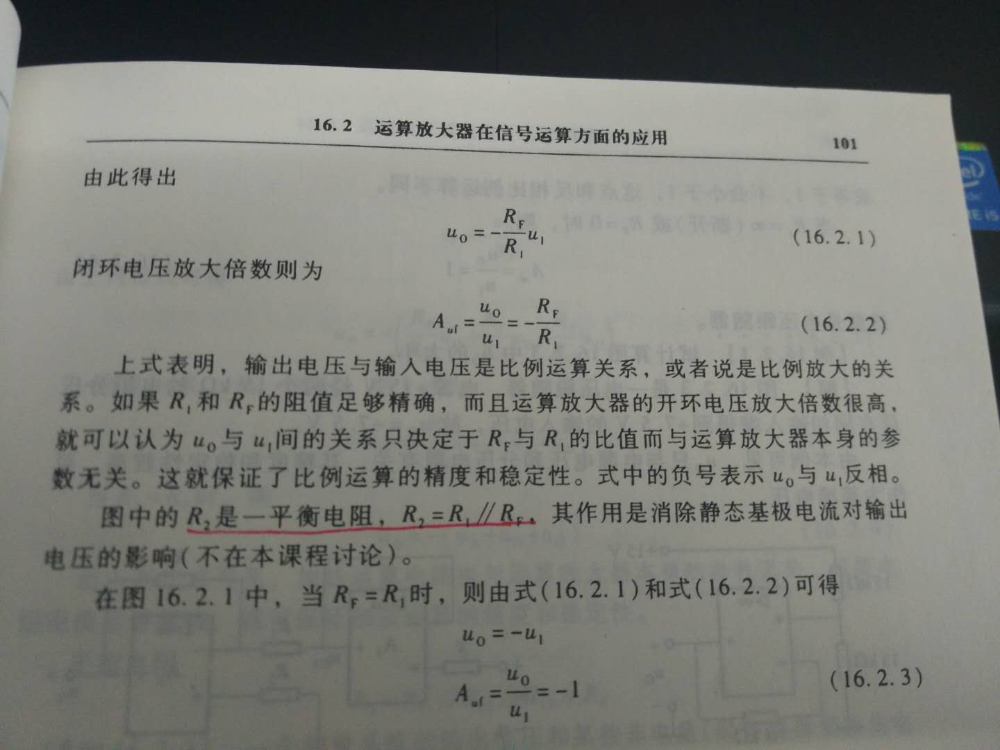 16.2 运算放大器在信号运算方面的应用 101
由此得出
u_O = -\frac{R_F}{R_1}u_I (16.2.1)
闭环电压放大倍数则为
A_{uf} = \frac{u_O}{u_I} = -\frac{R_F}{R_1} (16.2.2)
上式表明，输出电压与输入电压是比例运算关系，或者说是比例放大的关
系。如果 R_1 和 R_F 的阻值足够精确，而且运算放大器的开环电压放大倍数很高，
就可以认为 u_O 与 u_I 间的关系只决定于 R_F 与 R_1 的比值而与运算放大器本身的参
数无关。这就保证了比例运算的精度和稳定性。式中的负号表示 u_O 与 u_I 反相。
图中的 R_2 是一平衡电阻，R_2 = R_1 // R_F，其作用是消除静态基极电流对输出
电压的影响(不在本课程讨论)。
在图 16.2.1 中，当 R_F = R_1 时，则由式(16.2.1)和式(16.2.2)可得
u_O = -u_I
A_{uf} = \frac{u_O}{u_I} = -1 (16.2.3)